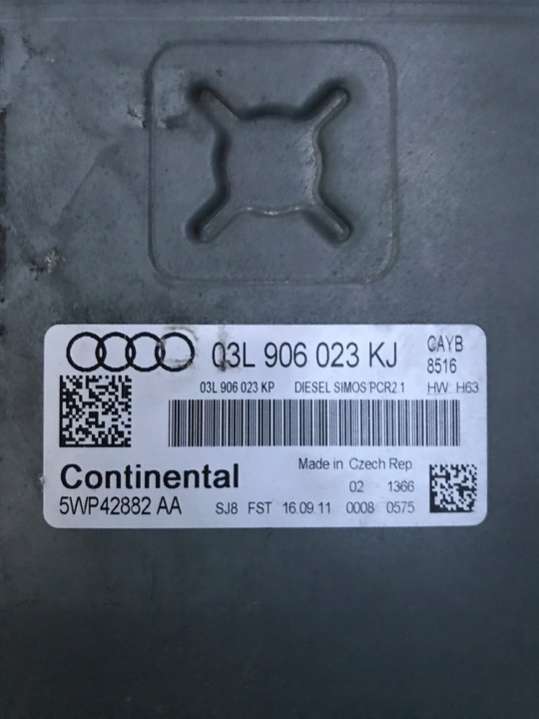 03L 906 023 KJ CAYB
8516
03L 906 023 KP DIESEL SIMOS PCR2.1 HW: H63
Continental Made in Czech Rep
02 1366
5WP42882 AA SJ8 FST 16.09.11 0008 0575